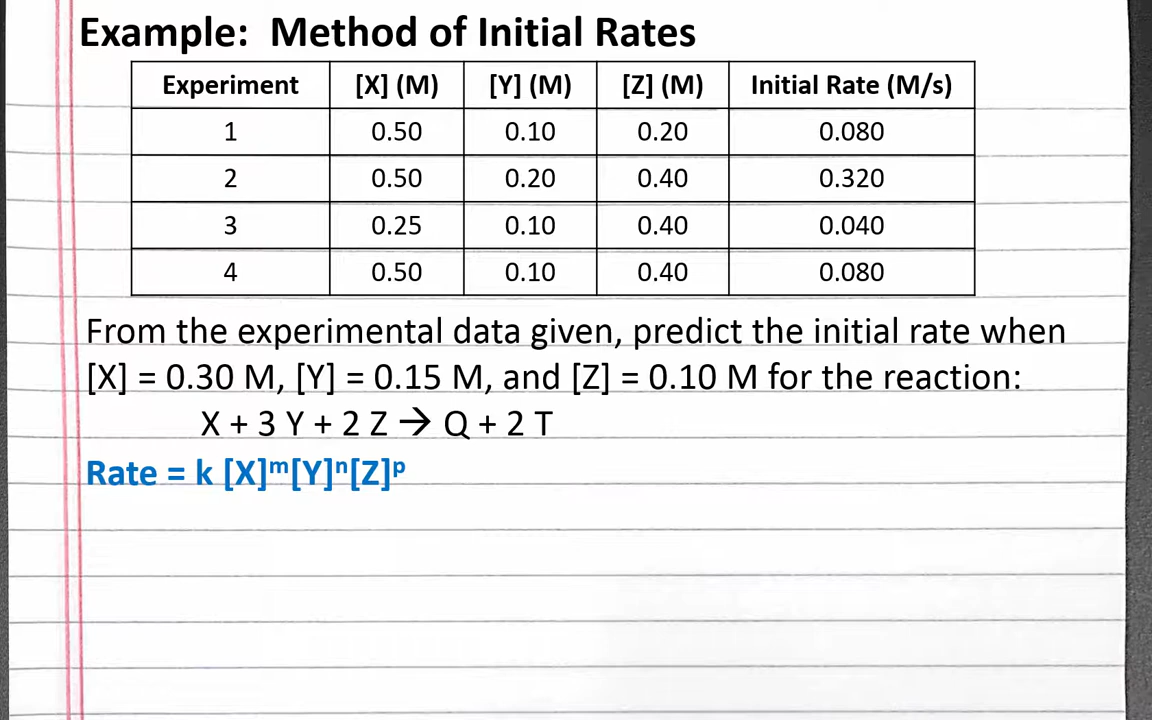 Example:  Method of Initial Rates
Experiment [X] (M) [Y] (M) [Z] (M) Initial Rate (M/s)
1 0.50 0.10 0.20 0.080
2 0.50 0.20 0.40 0.320
3 0.25 0.10 0.40 0.040
4 0.50 0.10 0.40 0.080
From the experimental data given, predict the initial rate when
[X] = 0.30 M, [Y] = 0.15 M, and [Z] = 0.10 M for the reaction:
X + 3 Y + 2 Z → Q + 2 T
Rate = k [X]ᵐ[Y]ⁿ[Z]ᵖ